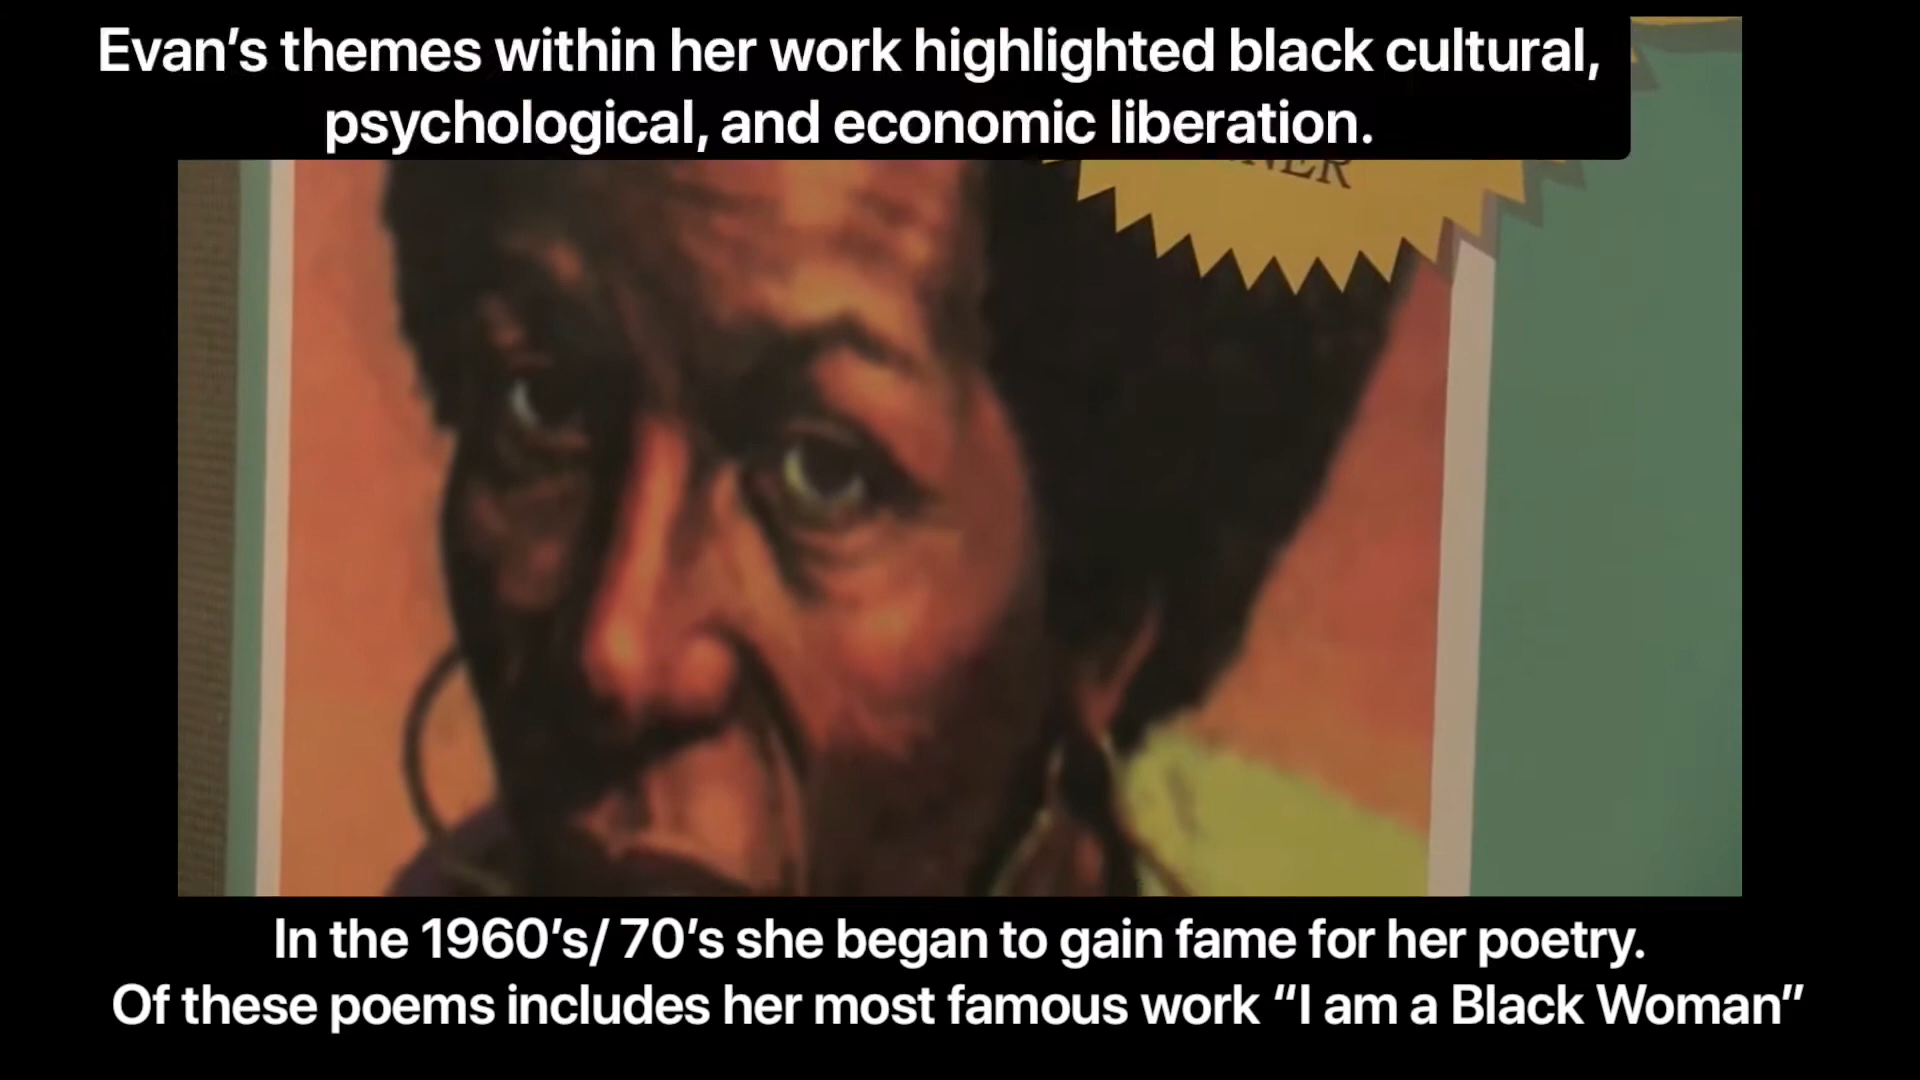 Evan’s themes within her work highlighted black cultural,
psychological, and economic liberation.
In the 1960’s/ 70’s she began to gain fame for her poetry.
Of these poems includes her most famous work “I am a Black Woman”